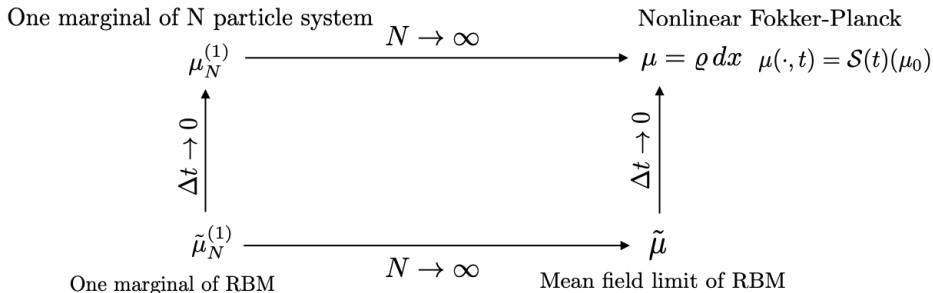 One marginal of N particle system
Nonlinear Fokker-Planck
N → ∞
μ_N^{(1)}
μ = ϱ dx μ(·, t) = 𝒮(t)(μ_0)
Δt → 0
Δt → 0
μ̃_N^{(1)}
μ̃
N → ∞
One marginal of RBM
Mean field limit of RBM